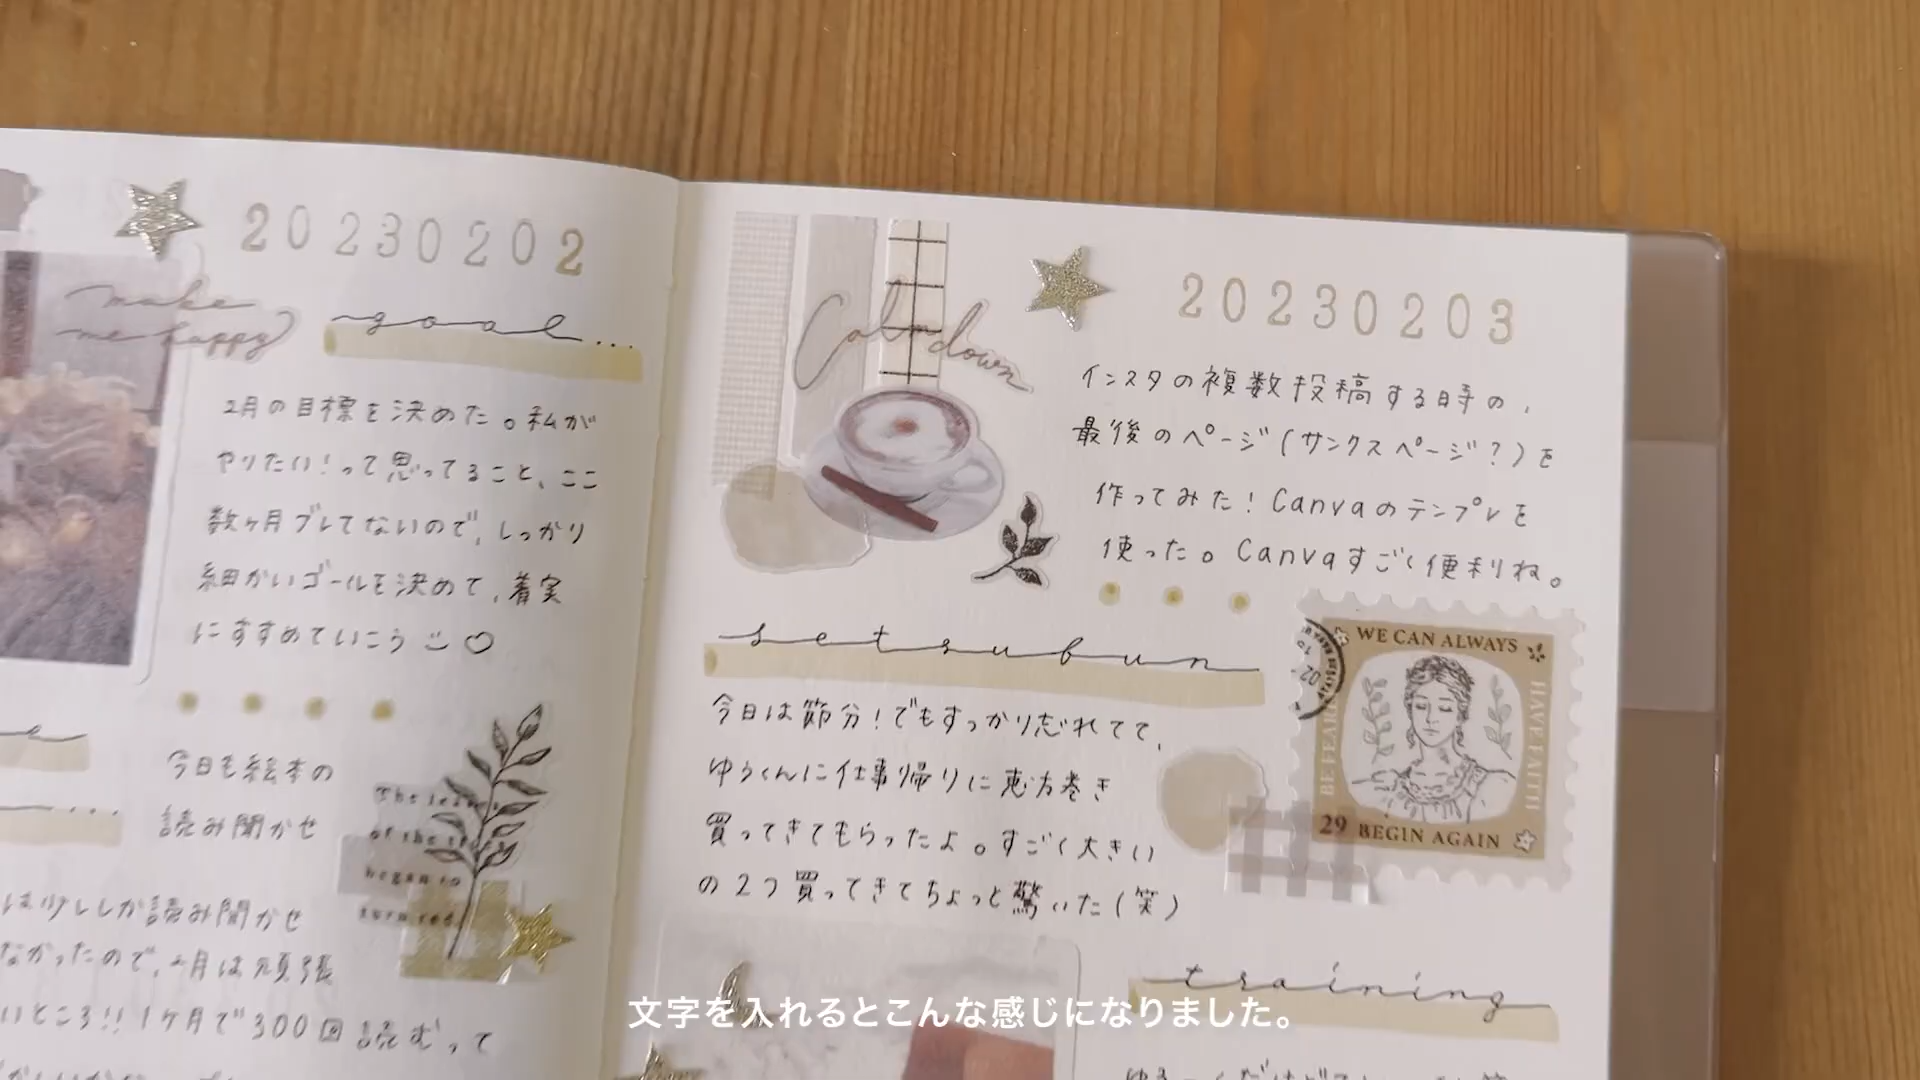 20230202
make
me happy
goal...
2月の目標を決めた。私が
やりたい!って思ってること、ここ
数ヶ月ブレてないので、しっかり
細かいゴールを決めて、着実
にすすめていこう
今日も絵本の
読み聞かせ
The leaves
of the
began to
turn red
は少ししか読み聞かせ
なかったので、2月は頑張
いところ!!1ヶ月で300回読むって
20230203
Calm down
インスタの複数投稿する時の、
最後のページ(サンクスページ?)を
作ってみた!Canvaのテンプレを
使った。Canvaすごく便利ね。
setsubun
今日は節分!でもすっかり忘れてて、
ゆうくんに仕事帰りに恵方巻き
買ってきてもらったよ。すごく大きい
の2つ買ってきてちょっと驚いた(笑)
WE CAN ALWAYS
HAVE FAITH
BE FEAR
29 BEGIN AGAIN
training
文字を入れるとこんな感じになりました。